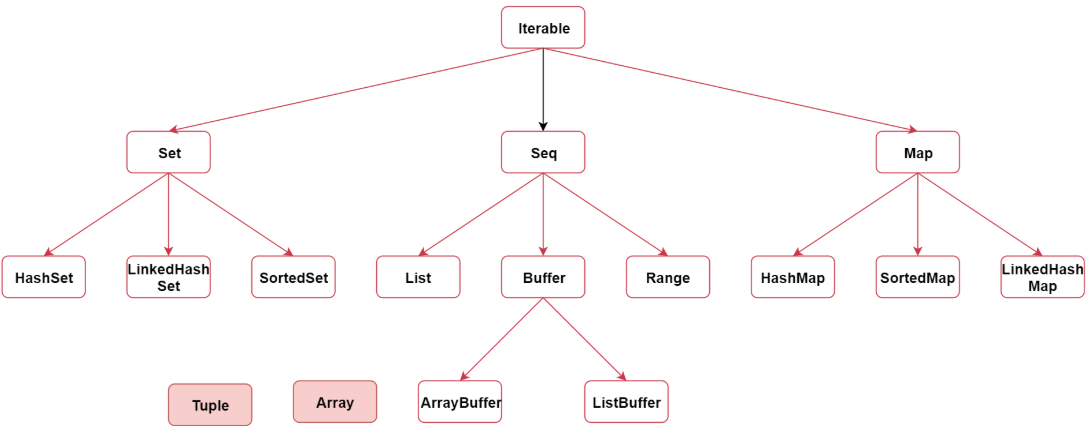 Iterable
Set
Seq
Map
HashSet
LinkedHash
Set
SortedSet
List
Buffer
Range
HashMap
SortedMap
LinkedHash
Map
Tuple
Array
ArrayBuffer
ListBuffer